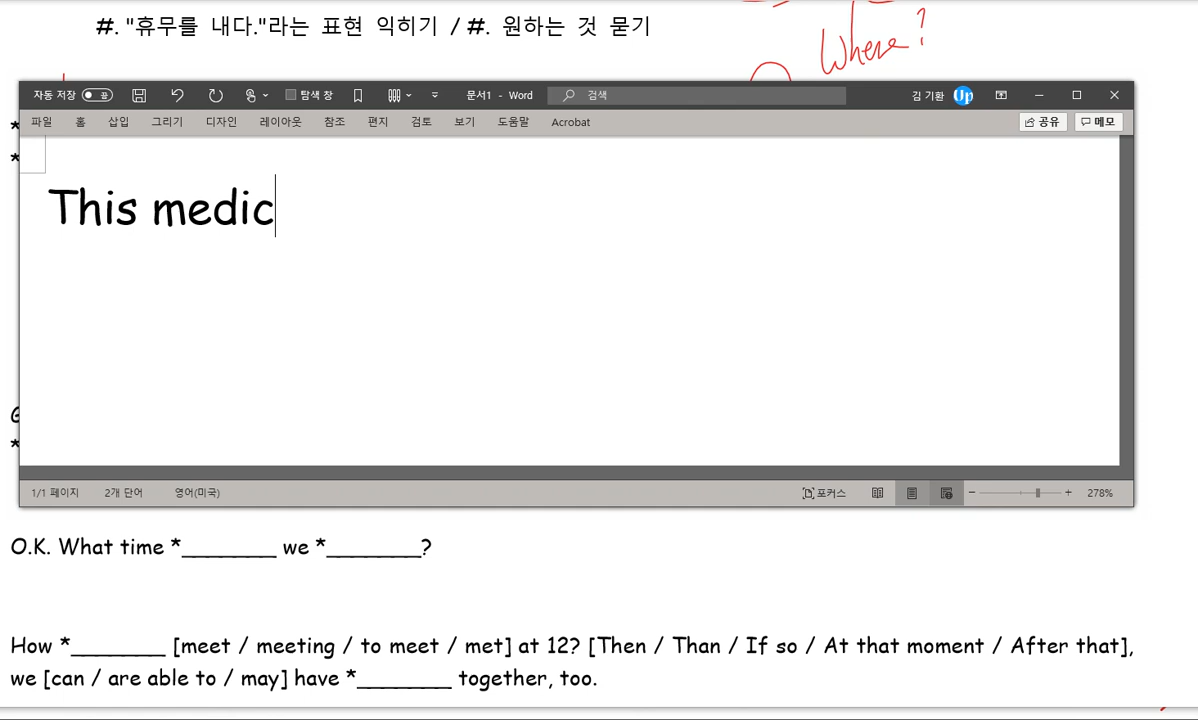 #. "휴무를 내다."라는 표현 익히기 / #. 원하는 것 묻기
Where?
자동 저장 끔 탐색 창 문서1 - Word 검색 김 기환 Up
파일 홈 삽입 그리기 디자인 레이아웃 참조 편지 검토 보기 도움말 Acrobat 공유 메모
*
*
This medic
*
1/1 페이지 2개 단어 영어(미국) 포커스 - + 278%
O.K. What time *_______ we *_______?
How *_______ [meet / meeting / to meet / met] at 12? [Then / Than / If so / At that moment / After that],
we [can / are able to / may] have *_______ together, too.